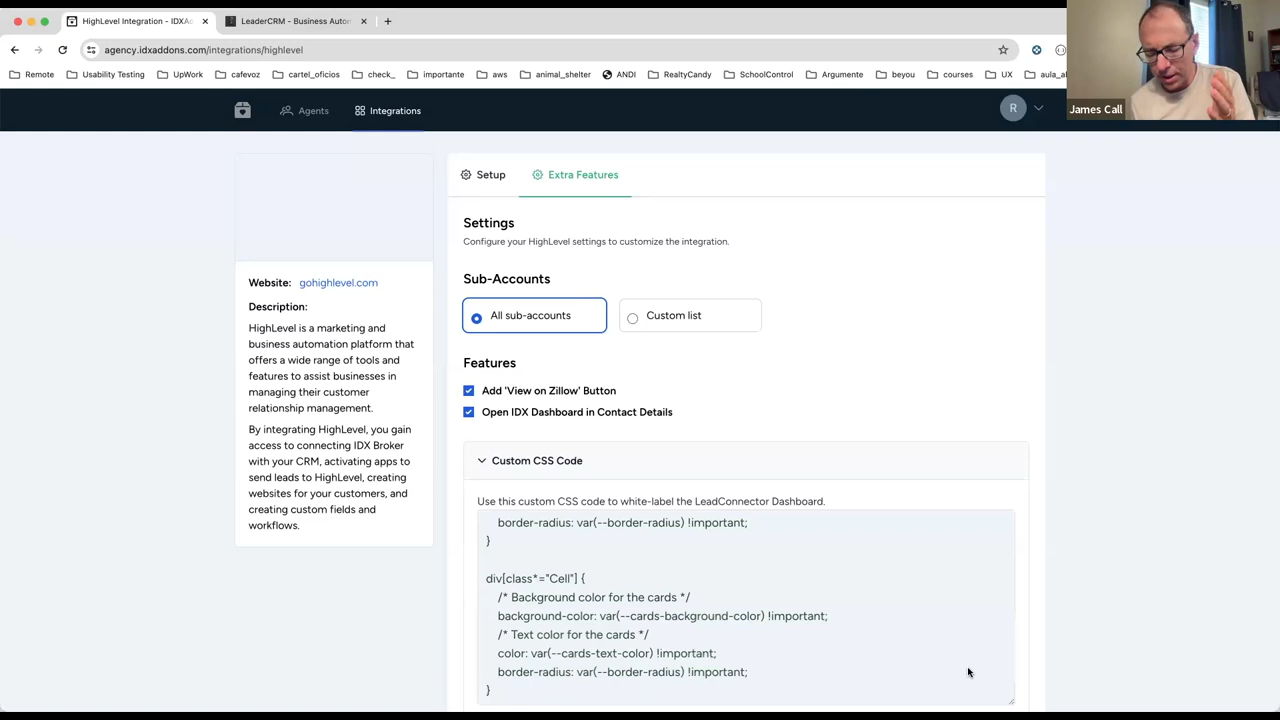 HighLevel Integration - IDXA
LeaderCRM - Business Auto
agency.idxaddons.com/integrations/highlevel
Remote
Usability Testing
UpWork
cafevoz
cartel_oficios
check_
importante
aws
animal_shelter
ANDI
RealtyCandy
SchoolControl
Argumente
beyou
courses
UX
James Call
Agents
Integrations
R
Setup
Extra Features
Settings
Configure your HighLevel settings to customize the integration.
Sub-Accounts
All sub-accounts
Custom list
Website: gohighlevel.com
Description:
HighLevel is a marketing and
business automation platform that
offers a wide range of tools and
features to assist businesses in
managing their customer
relationship management.
By integrating HighLevel, you gain
access to connecting IDX Broker
with your CRM, activating apps to
send leads to HighLevel, creating
websites for your customers, and
creating custom fields and
workflows.
Features
Add 'View on Zillow' Button
Open IDX Dashboard in Contact Details
Custom CSS Code
Use this custom CSS code to white-label the LeadConnector Dashboard.
border-radius: var(--border-radius) !important;
}
div[class*="Cell"] {
/* Background color for the cards */
background-color: var(--cards-background-color) !important;
/* Text color for the cards */
color: var(--cards-text-color) !important;
border-radius: var(--border-radius) !important;
}